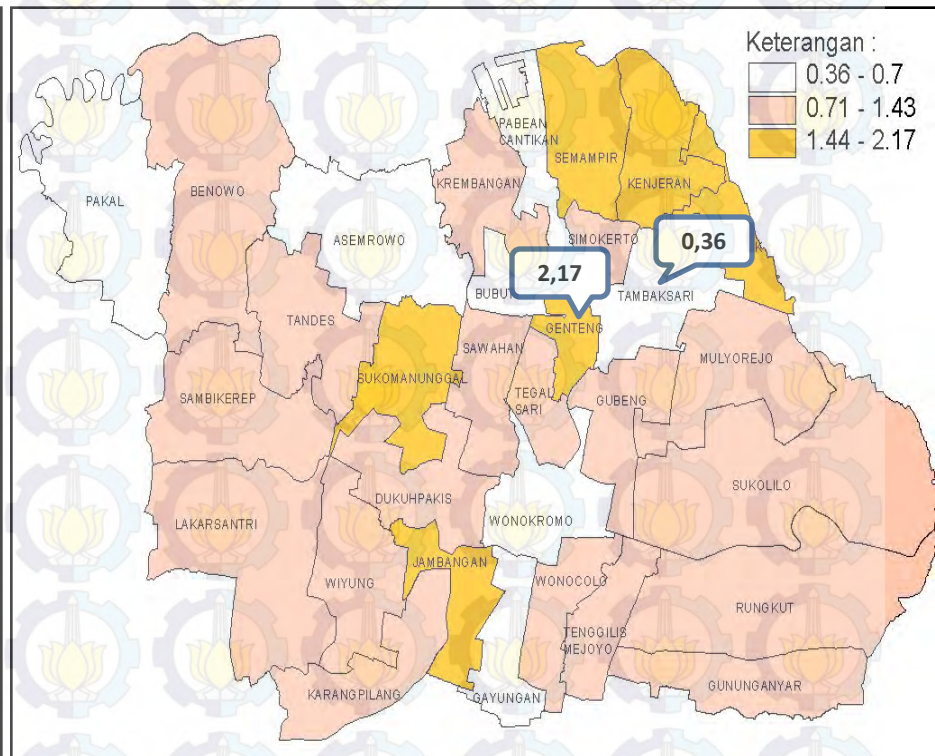 Keterangan :
0.36 - 0.7
0.71 - 1.43
1.44 - 2.17
PABEAN
CANTIKAN
SEMAMPIR
KREMBANGAN
KENJERAN
BENOWO
PAKAL
ASEMROWO
SIMOKERTO
0,36
2,17
BUBUT
TAMBAKSARI
TANDES
GENTENG
SAWAHAN
MULYOREJO
SUKOMANUNGGAL
SAMBIKEREP
TEGAL
SARI
GUBENG
SUKOLILO
DUKUHPAKIS
LAKARSANTRI
WONOKROMO
JAMBANGAN
WIYUNG
WONOCOLO
RUNGKUT
TENGGILIS
MEJOYO
KARANGPILANG
GAYUNGAN
GUNUNGANYAR